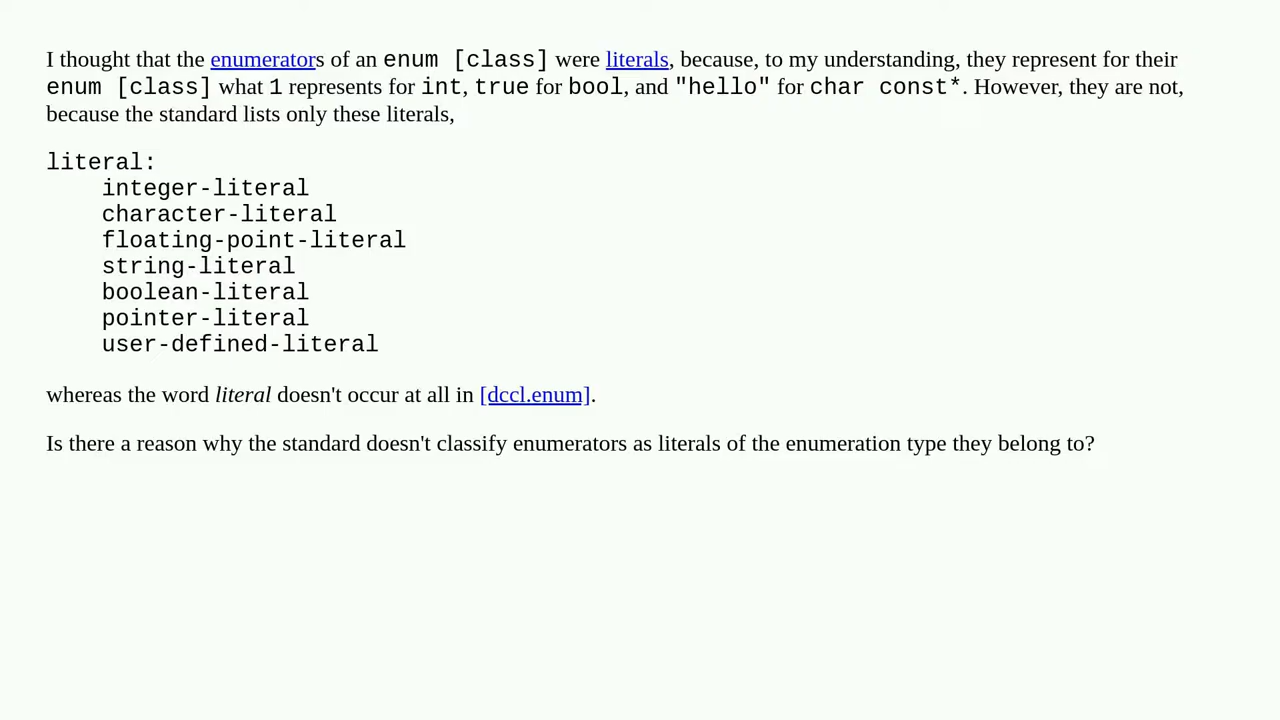 I thought that the enumerators of an enum [class] were literals, because, to my understanding, they represent for their
enum [class] what 1 represents for int, true for bool, and "hello" for char const*. However, they are not,
because the standard lists only these literals,
literal:
integer-literal
character-literal
floating-point-literal
string-literal
boolean-literal
pointer-literal
user-defined-literal
whereas the word literal doesn't occur at all in [dccl.enum].
Is there a reason why the standard doesn't classify enumerators as literals of the enumeration type they belong to?